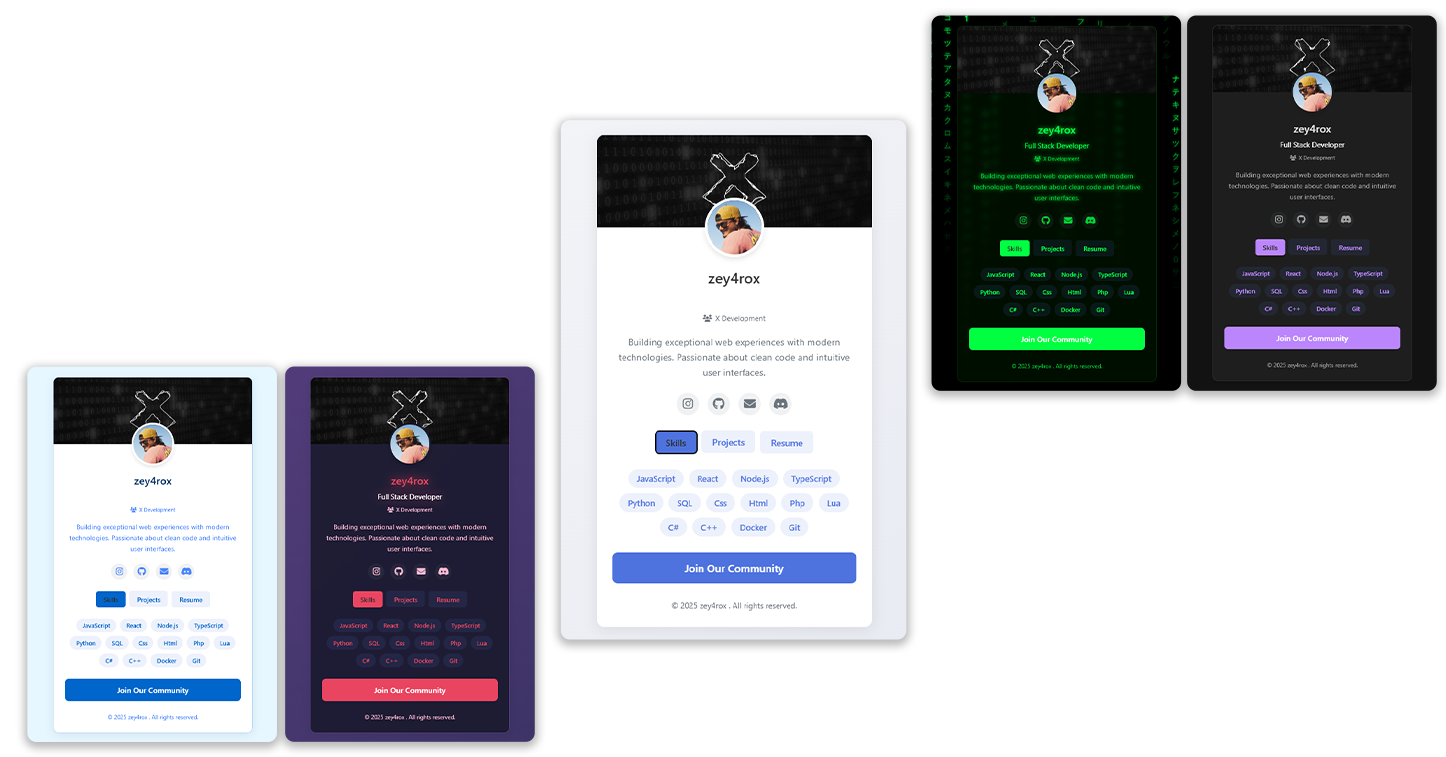 zey4rox
X Development
Building exceptional web experiences with modern
technologies. Passionate about clean code and intuitive
user interfaces.
Skills Projects Resume
JavaScript React Node.js TypeScript
Python SQL Css Html Php Lua
C# C++ Docker Git
Join Our Community
© 2025 zey4rox . All rights reserved.
zey4rox
Full Stack Developer
X Development
Building exceptional web experiences with modern
technologies. Passionate about clean code and intuitive
user interfaces.
Skills Projects Resume
JavaScript React Node.js TypeScript
Python SQL Css Html Php Lua
C# C++ Docker Git
Join Our Community
© 2025 zey4rox . All rights reserved.
zey4rox
X Development
Building exceptional web experiences with modern
technologies. Passionate about clean code and intuitive
user interfaces.
Skills Projects Resume
JavaScript React Node.js TypeScript
Python SQL Css Html Php Lua
C# C++ Docker Git
Join Our Community
© 2025 zey4rox . All rights reserved.
zey4rox
Full Stack Developer
X Development
Building exceptional web experiences with modern
technologies. Passionate about clean code and intuitive
user interfaces.
Skills Projects Resume
JavaScript React Node.js TypeScript
Python SQL Css Html Php Lua
C# C++ Docker Git
Join Our Community
© 2025 zey4rox . All rights reserved.
zey4rox
Full Stack Developer
X Development
Building exceptional web experiences with modern
technologies. Passionate about clean code and intuitive
user interfaces.
Skills Projects Resume
JavaScript React Node.js TypeScript
Python SQL Css Html Php Lua
C# C++ Docker Git
Join Our Community
© 2025 zey4rox . All rights reserved.